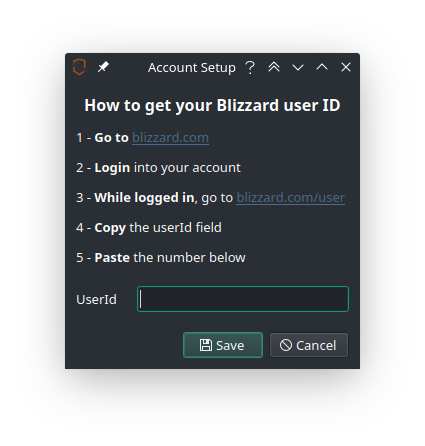 Account Setup ?
How to get your Blizzard user ID
1 - Go to blizzard.com
2 - Login into your account
3 - While logged in, go to blizzard.com/user
4 - Copy the userId field
5 - Paste the number below
UserId
Save Cancel